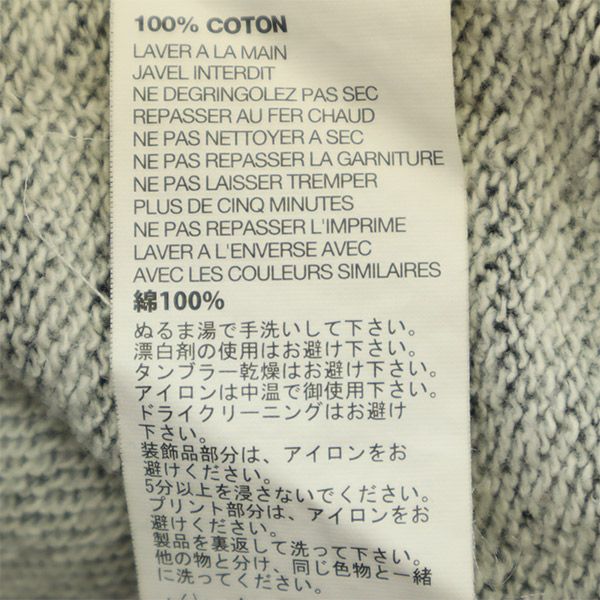 100% COTON
LAVER A LA MAIN
JAVEL INTERDIT
NE DEGRINGOLEZ PAS SEC
REPASSER AU FER CHAUD
NE PAS NETTOYER A SEC
NE PAS REPASSER LA GARNITURE
NE PAS LAISSER TREMPER
PLUS DE CINQ MINUTES
NE PAS REPASSER L'IMPRIME
LAVER A L'ENVERSE AVEC
AVEC LES COULEURS SIMILAIRES
綿100%
ぬるま湯で手洗いして下さい。
漂白剤の使用はお避け下さい。
タンブラー乾燥はお避け下さい。
アイロンは中温で御使用下さい。
ドライクリーニングはお避け
下さい。
装飾品部分は、アイロンをお
避けください。
5分以上を浸さないでください。
プリント部分は、アイロンをお
避けください。
製品を裏返して洗って下さい。
他の物と分け、同じ色物と一緒
に洗ってください。